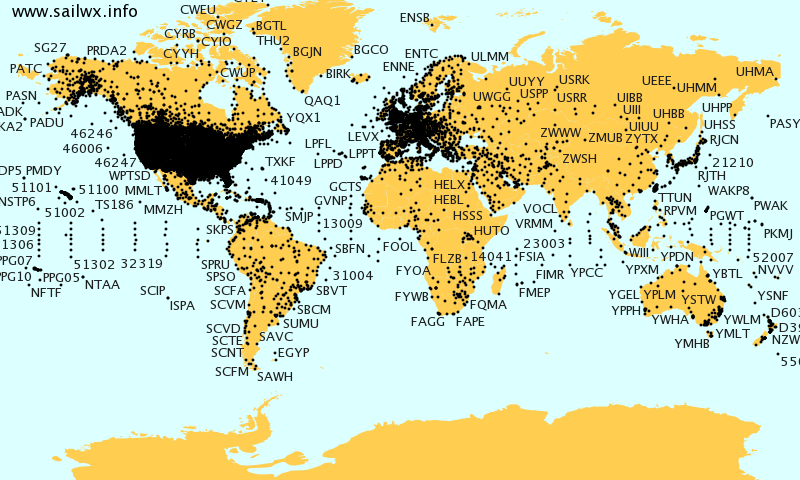 www.sailwx.info
CWEU
CWGZ
BGTL
CYRB
CYIO
THU2
ENSB
SG27
PRDA2
CYYH
BGJN
BGCO
ENTC
ULMM
PATC
CWUP
BIRK
ENNE
UUYY
USRK
UEEE
UHMA
PASN
QAQ1
UWGG
USPP
USRR
UIBB
UHMM
PADU
YQX1
UIII
UHBB
UHPP
PASY
46246
LEVX
ZWWW
UIUU
UHSS
46006
LPFL
LPPT
ZMUB
ZYTX
RJCN
46247
TXKF
LPPD
ZWSH
21210
PMDY
WPTSD
41049
GCTS
HELX
RJTH
51101
51100
MMLT
GVNP
HEBL
TTUN
WAKP8
NSTP6
TS186
MMZH
SMJP
HSSS
VOCL
RPVM
PGWT
PWAK
51002
SKPS
13009
HUTO
VRMM
PKMJ
51309
1306
SBFN
FOOL
23003
WIII
YPDN
52007
PPG07
51302
32319
SPRU
FLZB
14041
FSIA
YPXM
NVVV
PPG10
PPG05
NTAA
SPSO
31004
FYOA
FIMR
YPCC
YBTL
NFTF
SCIP
SCFA
SBVT
FYWB
FMEP
YGEL
YPLM
YSTW
YSNF
ISPA
SCVM
SBCM
FQMA
YPPH
YWHA
YWLM
SCVD
SUMU
FAGG
FAPE
YMLT
SCTE
SAVC
YMHB
SCNT
EGYP
SCFM
SAWH